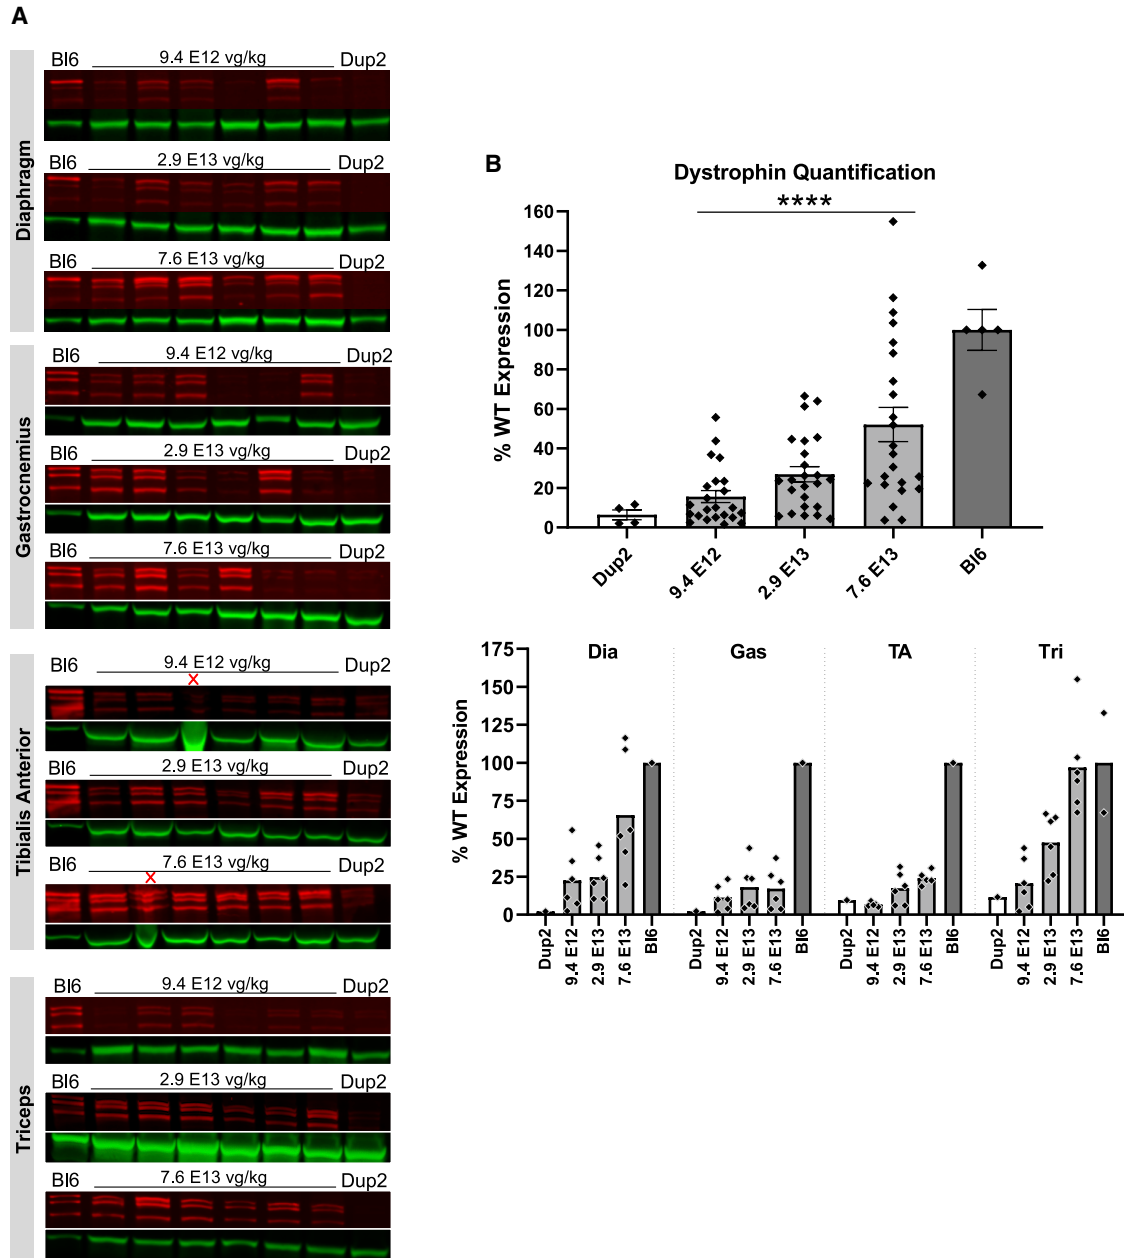 A
Diaphragm
Bl6 9.4 E12 vg/kg Dup2
Bl6 2.9 E13 vg/kg Dup2
Bl6 7.6 E13 vg/kg Dup2
Gastrocnemius
Bl6 9.4 E12 vg/kg Dup2
Bl6 2.9 E13 vg/kg Dup2
Bl6 7.6 E13 vg/kg Dup2
Tibialis Anterior
Bl6 9.4 E12 vg/kg Dup2
X
Bl6 2.9 E13 vg/kg Dup2
Bl6 7.6 E13 vg/kg Dup2
X
Triceps
Bl6 9.4 E12 vg/kg Dup2
Bl6 2.9 E13 vg/kg Dup2
Bl6 7.6 E13 vg/kg Dup2
B
Dystrophin Quantification
****
% WT Expression
160
140
120
100
80
60
40
20
0
Dup2 9.4 E12 2.9 E13 7.6 E13 Bl6
Dia Gas TA Tri
% WT Expression
175
150
125
100
75
50
25
0
Dup2 9.4 E12 2.9 E13 7.6 E13 Bl6 Dup2 9.4 E12 2.9 E13 7.6 E13 Bl6 Dup2 9.4 E12 2.9 E13 7.6 E13 Bl6 Dup2 9.4 E12 2.9 E13 7.6 E13 Bl6